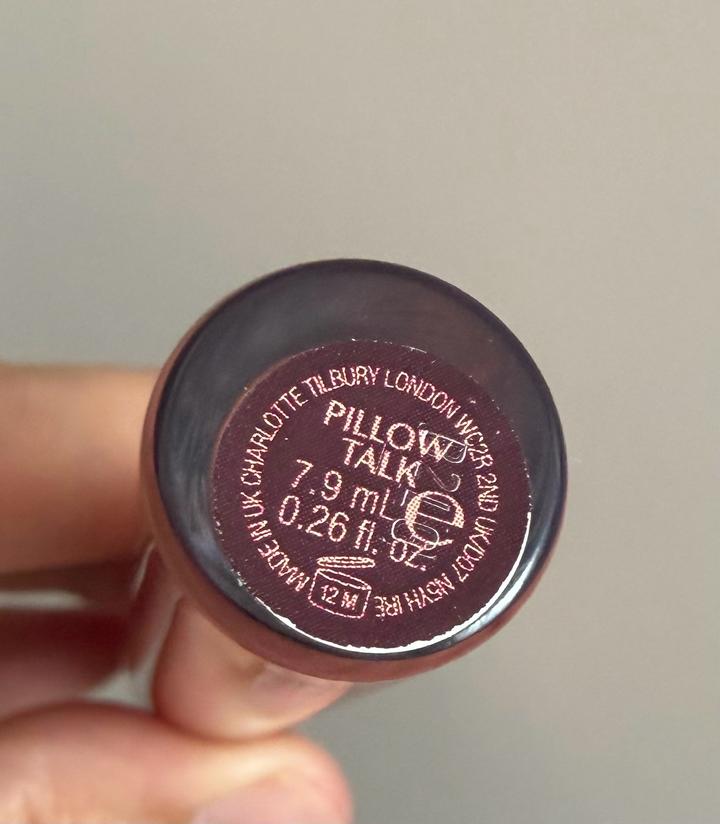 MADE IN UK CHARLOTTE TILBURY LONDON WC2R 2ND UK/D07 N5YH IRE
PILLOW
TALK
7.9 mL e
0.26 fl. oz.
12 M